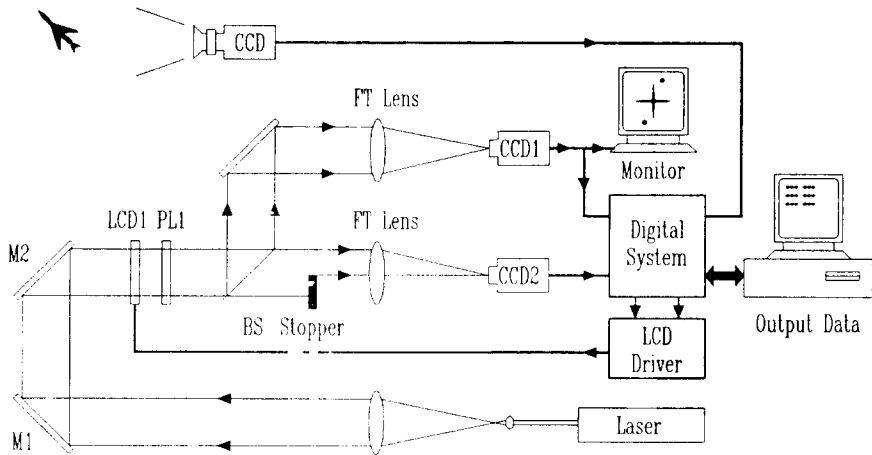 CCD
FT Lens
CCD1
Monitor
LCD1 PL1
FT Lens
M2
Digital
System
CCD2
BS Stopper
Output Data
LCD
Driver
M1
Laser